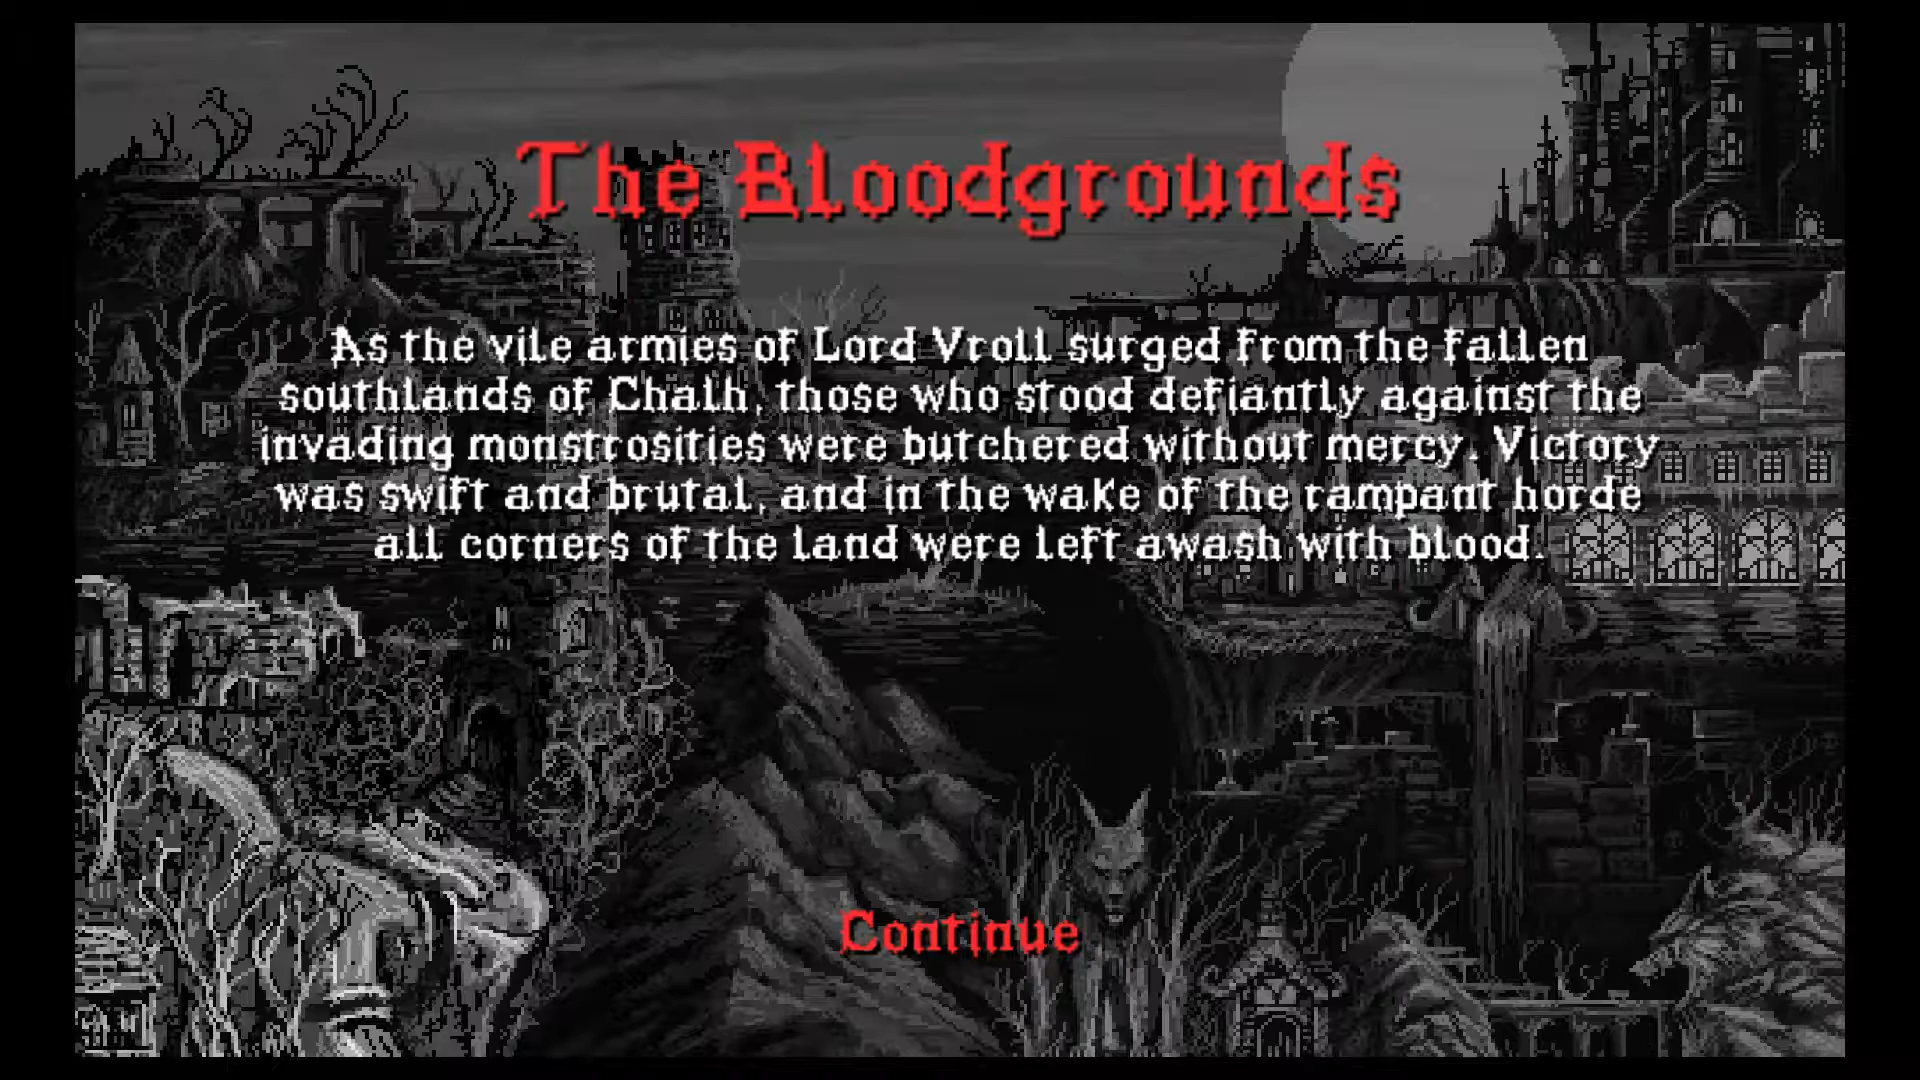 The Bloodgrounds
As the vile armies of Lord Vroll surged from the fallen
southlands of Chalh, those who stood defiantly against the
invading monstrosities were butchered without mercy. Victory
was swift and brutal, and in the wake of the rampant horde
all corners of the land were left awash with blood.
Continue